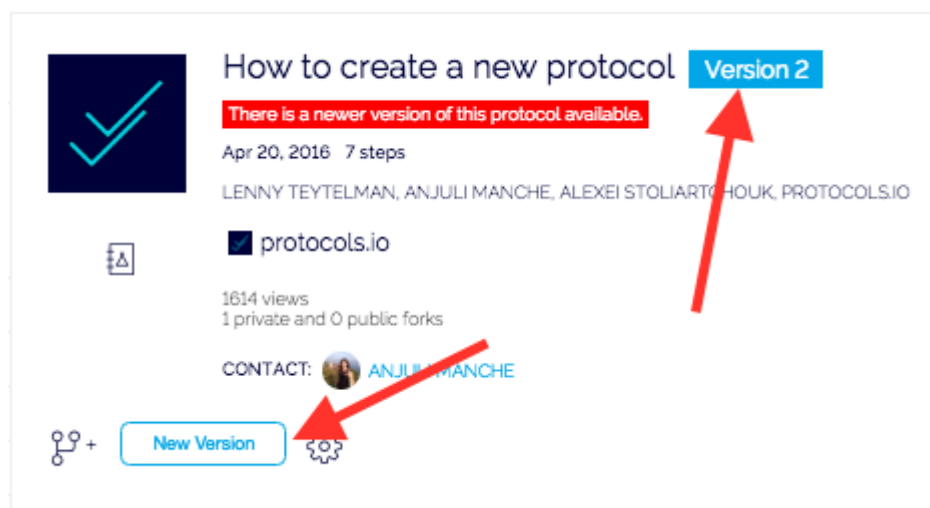 How to create a new protocol Version 2
There is a newer version of this protocol available.
Apr 20, 2016 7 steps
LENNY TEYTELMAN, ANJULI MANCHE, ALEXEI STOLIARTCHOUK, PROTOCOLS.IO
protocols.io
1614 views
1 private and 0 public forks
CONTACT: ANJULI MANCHE
+ New Version